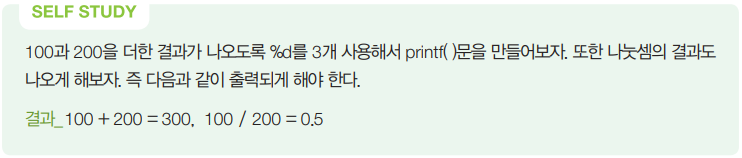 SELF STUDY
100과 200을 더한 결과가 나오도록 %d를 3개 사용해서 printf( )문을 만들어보자. 또한 나눗셈의 결과도
나오게 해보자. 즉 다음과 같이 출력되게 해야 한다.
결과_100 + 200 = 300, 100 / 200 = 0.5